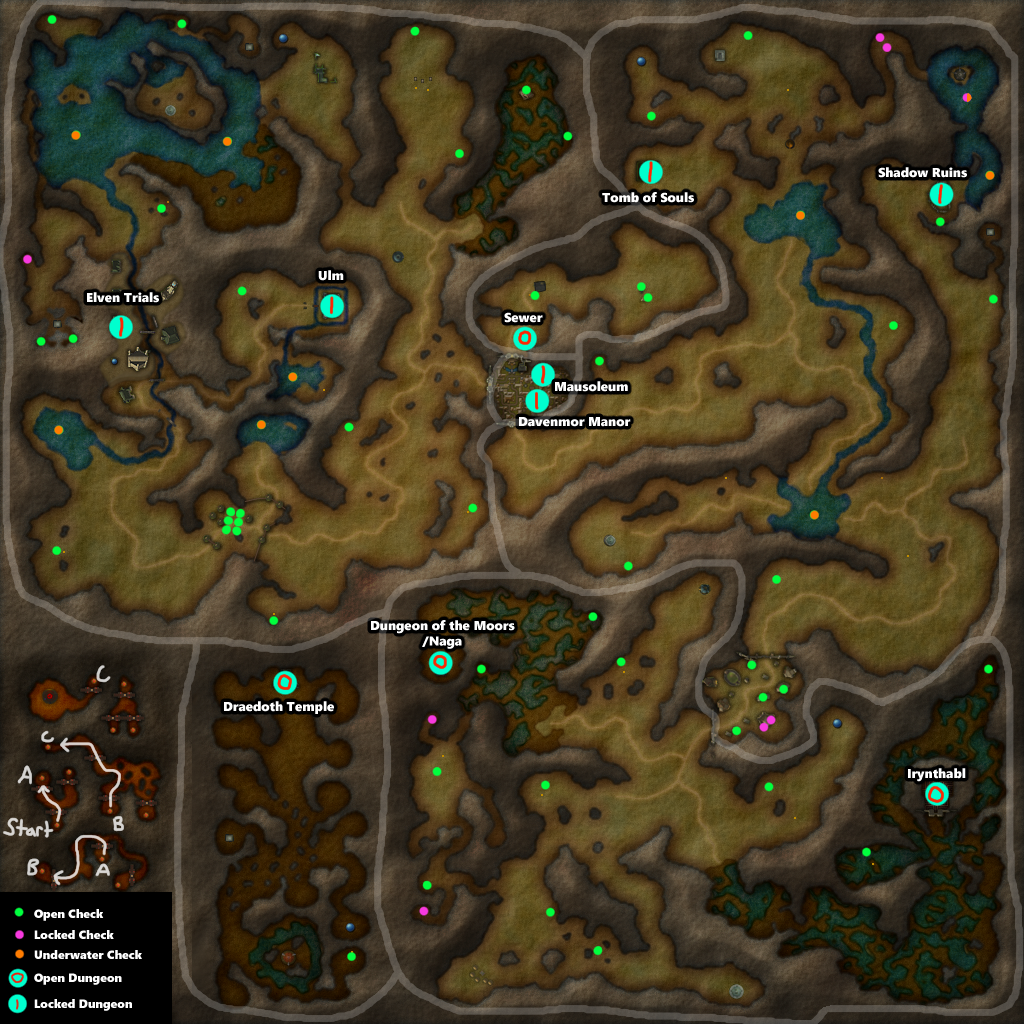 Shadow Ruins
Tomb of Souls
Ulm
Elven Trials
Sewer
Mausoleum
Davenmor Manor
Dungeon of the Moors
/Naga
Draedoth Temple
Irynthabl
C
C
A
Start
B
B
A
Open Check
Locked Check
Underwater Check
Open Dungeon
Locked Dungeon